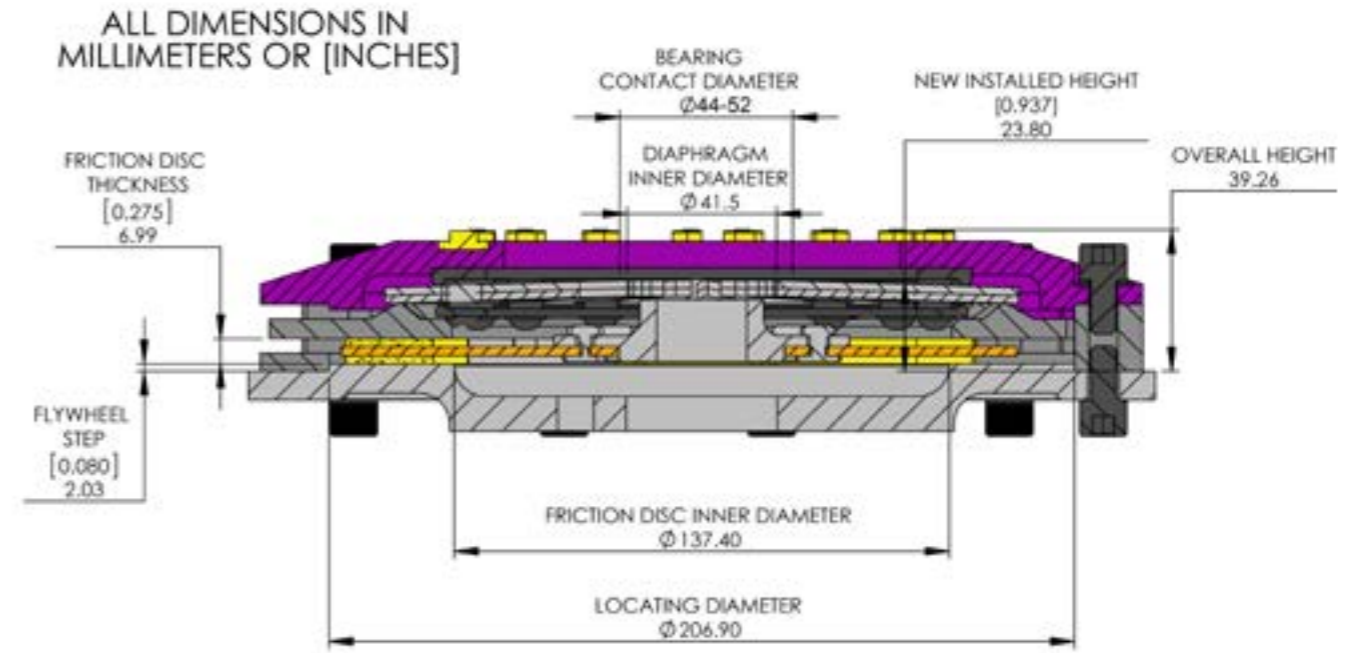 ALL DIMENSIONS IN
MILLIMETERS OR [INCHES]
BEARING
CONTACT DIAMETER
Ø44-52
NEW INSTALLED HEIGHT
[0.937]
23.80
FRICTION DISC
THICKNESS
[0.275]
6.99
DIAPHRAGM
INNER DIAMETER
Ø41.5
OVERALL HEIGHT
39.26
FLYWHEEL
STEP
[0.080]
2.03
FRICTION DISC INNER DIAMETER
Ø137.40
LOCATING DIAMETER
Ø206.90